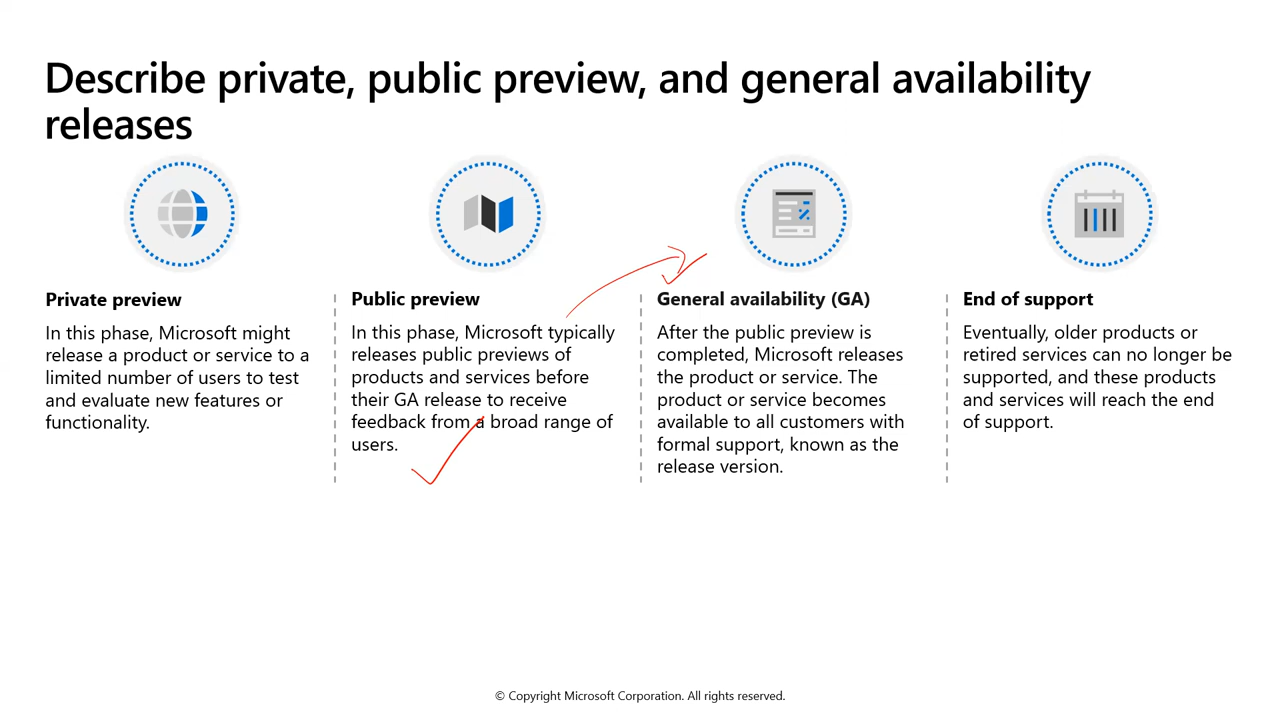 Describe private, public preview, and general availability
releases
Private preview
In this phase, Microsoft might
release a product or service to a
limited number of users to test
and evaluate new features or
functionality.
Public preview
In this phase, Microsoft typically
releases public previews of
products and services before
their GA release to receive
feedback from a broad range of
users.
General availability (GA)
After the public preview is
completed, Microsoft releases
the product or service. The
product or service becomes
available to all customers with
formal support, known as the
release version.
End of support
Eventually, older products or
retired services can no longer be
supported, and these products
and services will reach the end
of support.
© Copyright Microsoft Corporation. All rights reserved.